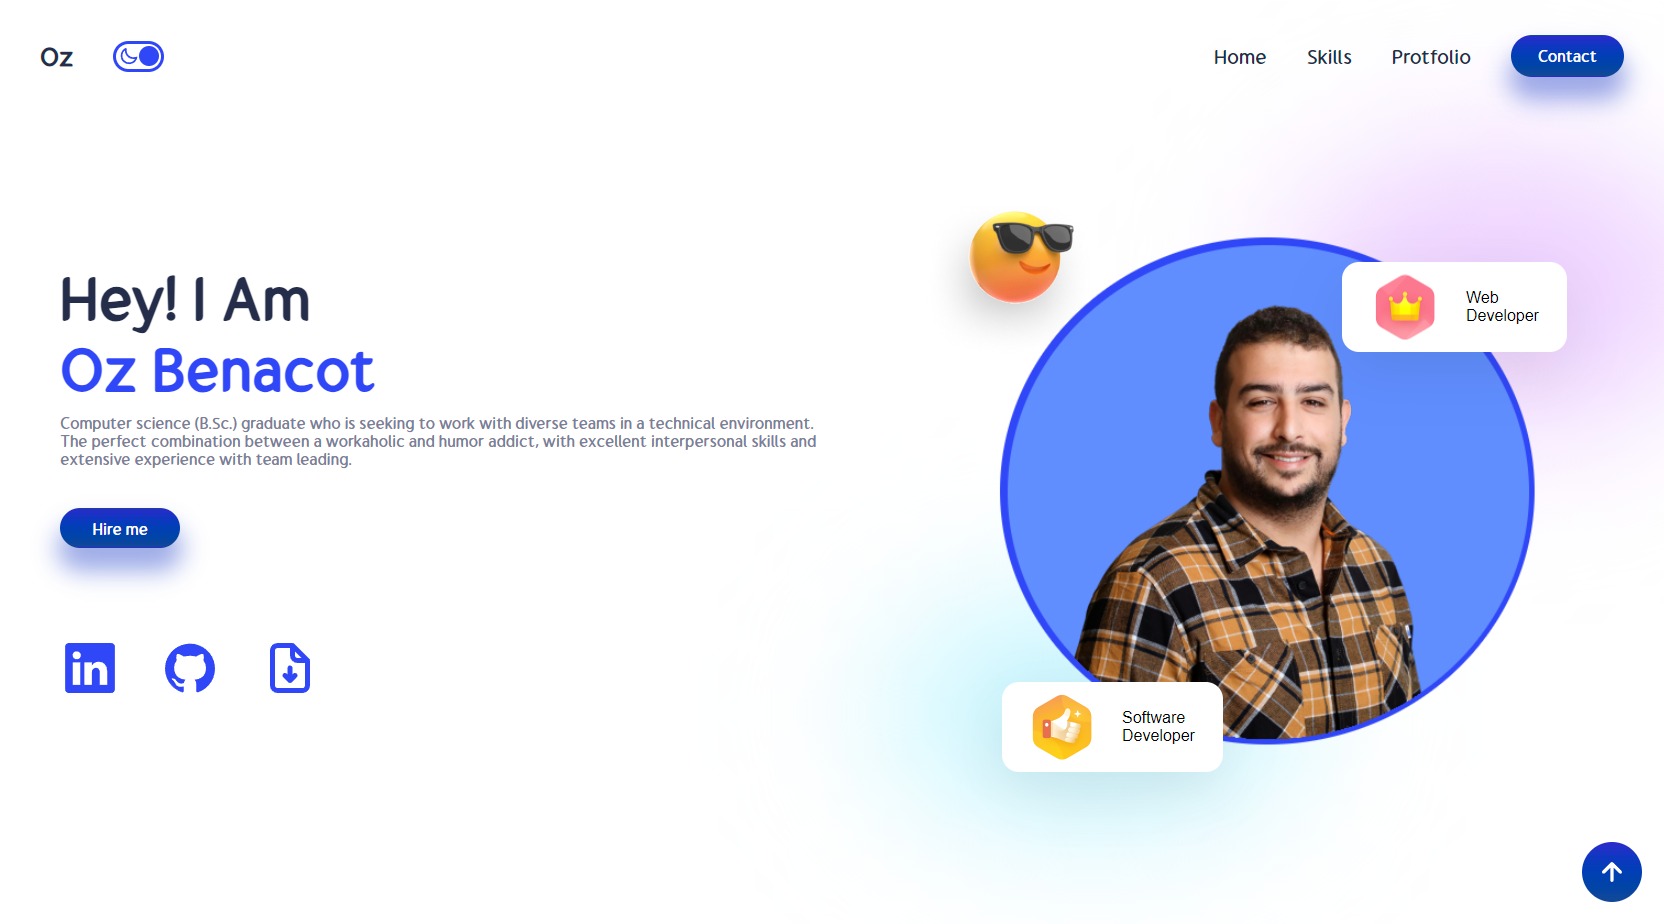 Oz
Home
Skills
Protfolio
Contact
Hey! I Am
Oz Benacot
Computer science (B.Sc.) graduate who is seeking to work with diverse teams in a technical environment.
The perfect combination between a workaholic and humor addict, with excellent interpersonal skills and
extensive experience with team leading.
Hire me
in
Web
Developer
Software
Developer